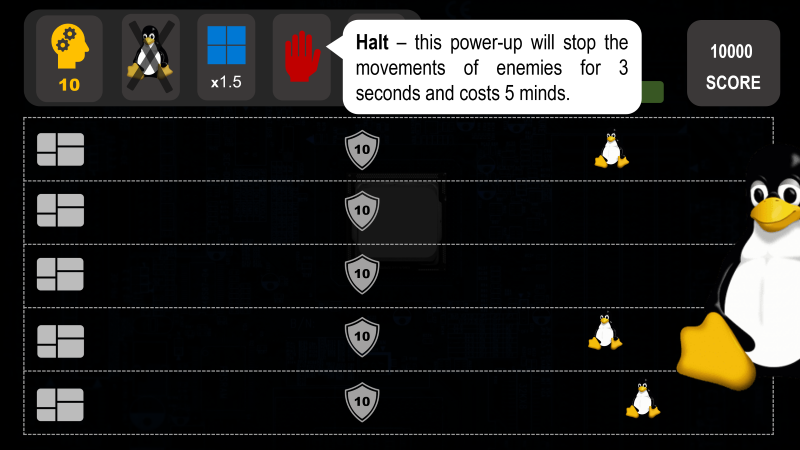 10
x1.5
Halt – this power-up will stop the
movements of enemies for 3
seconds and costs 5 minds.
10000
SCORE
10
10
10
10
10